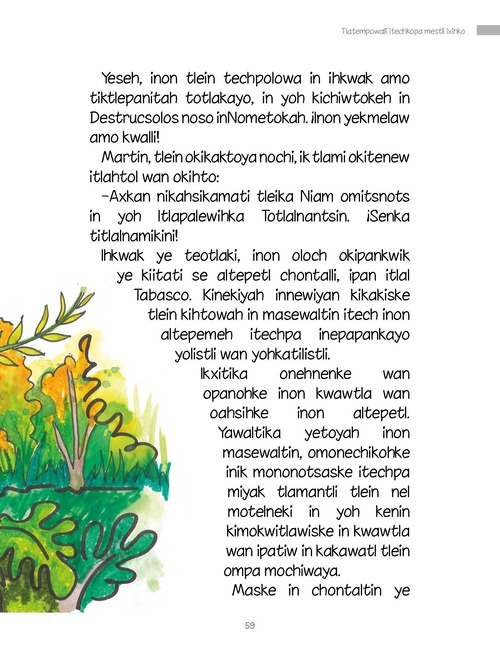 Tlatempowalli itechkopa mestli ixihko
Yeseh, inon tlein techpolowa in ihkwak amo
tiktlepanitah totlakayo, in yoh kichiwtokeh in
Destrucsolos noso inNometokah. ¡Inon yekmelaw
amo kwalli!
Martín, tlein okikaktoya nochi, ik tlami okitenew
itlahtol wan okihto:
–Axkan nikahsikamati tleika Niam omitsnots
in yoh Itlapalewihka Totlalnantsin. ¡Senka
titlalnamikini!
Ihkwak ye teotlaki, inon oloch okipankwik
ye kiitati se altepetl chontalli, ipan itlal
Tabasco. Kinekiyah innewiyan kikakiske
tlein kihtowah in masewaltin itech inon
altepemeh itechpa inepapankayo
yolistli wan yohkatilistli.
Ikxitika onehnenke wan
opanohke inon kwawtla wan
oahsihke inon altepetl.
Yawaltika yetoyah inon
masewaltin, omonechikohke
inik mononotsaske itechpa
miyak tlamantli tlein nel
motelneki in yoh kenin
kimokwitlawiske in kwawtla
wan ipatiw in kakawatl tlein
ompa mochiwaya.
Maske in chontaltin ye
59